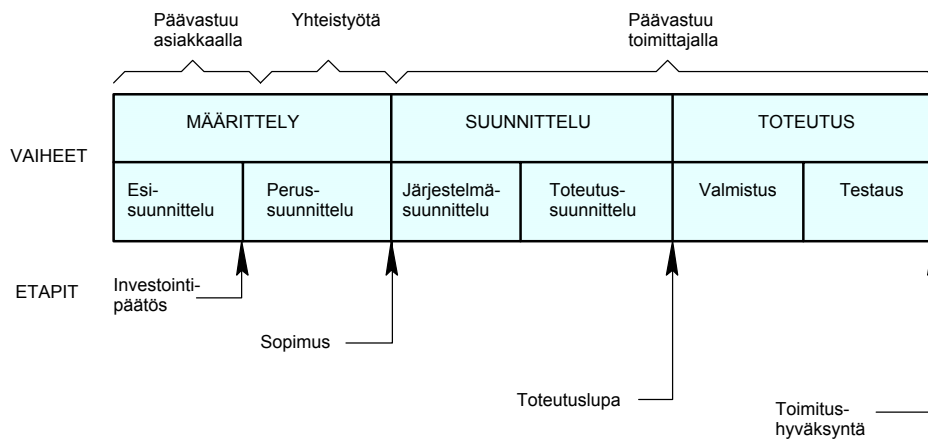 Päävastuu
asiakkaalla
Yhteistyötä
Päävastuu
toimittajalla
VAIHEET
MÄÄRITTELY
SUUNNITTELU
TOTEUTUS
Esi-
suunnittelu
Perus-
suunnittelu
Järjestelmä-
suunnittelu
Toteutus-
suunnittelu
Valmistus
Testaus
ETAPIT
Investointi-
päätös
Sopimus
Toteutuslupa
Toimitus-
hyväksyntä